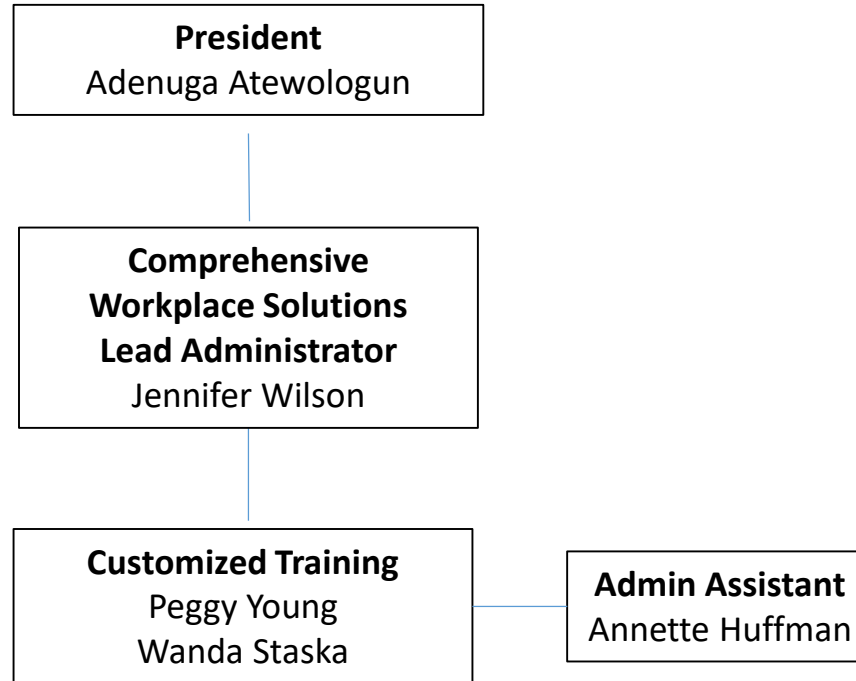 President
Adenuga Atewologun
Comprehensive
Workplace Solutions
Lead Administrator
Jennifer Wilson
Customized Training
Peggy Young
Wanda Staska
Admin Assistant
Annette Huffman